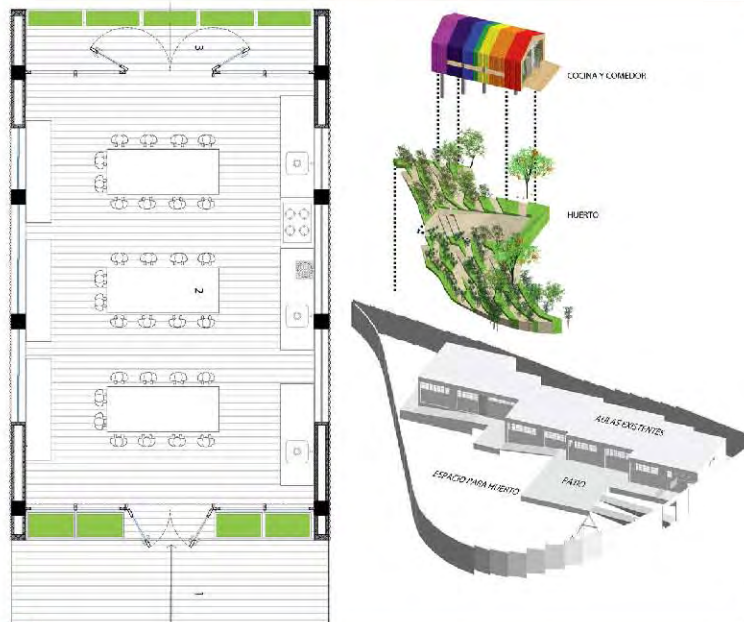 3
2
1
COCINA Y COMEDOR
HUERTO
AULAS EXISTENTES
ESPACIO PARA HUERTO
PATIO